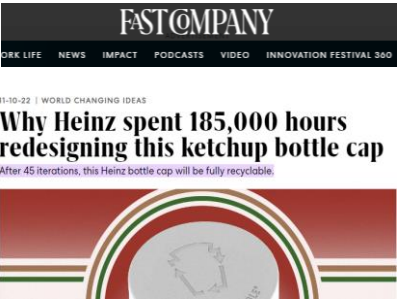 FAST COMPANY
ORK LIFE NEWS IMPACT PODCASTS VIDEO INNOVATION FESTIVAL 360
11-10-22 | WORLD CHANGING IDEAS
Why Heinz spent 185,000 hours
redesigning this ketchup bottle cap
After 45 iterations, this Heinz bottle cap will be fully recyclable.